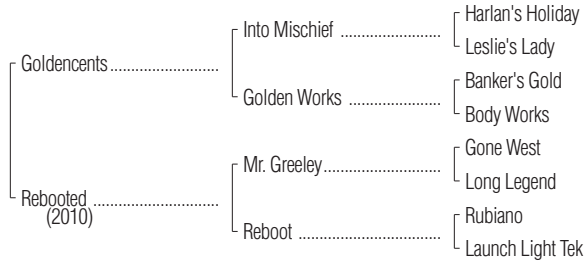 Harlan's Holiday
Into Mischief ....................
Leslie's Lady
Goldencents......................
Banker's Gold
Golden Works ..................
Body Works
Gone West
Mr. Greeley.......................
Long Legend
Rebooted .........................
(2010)
Rubiano
Reboot .............................
Launch Light Tek